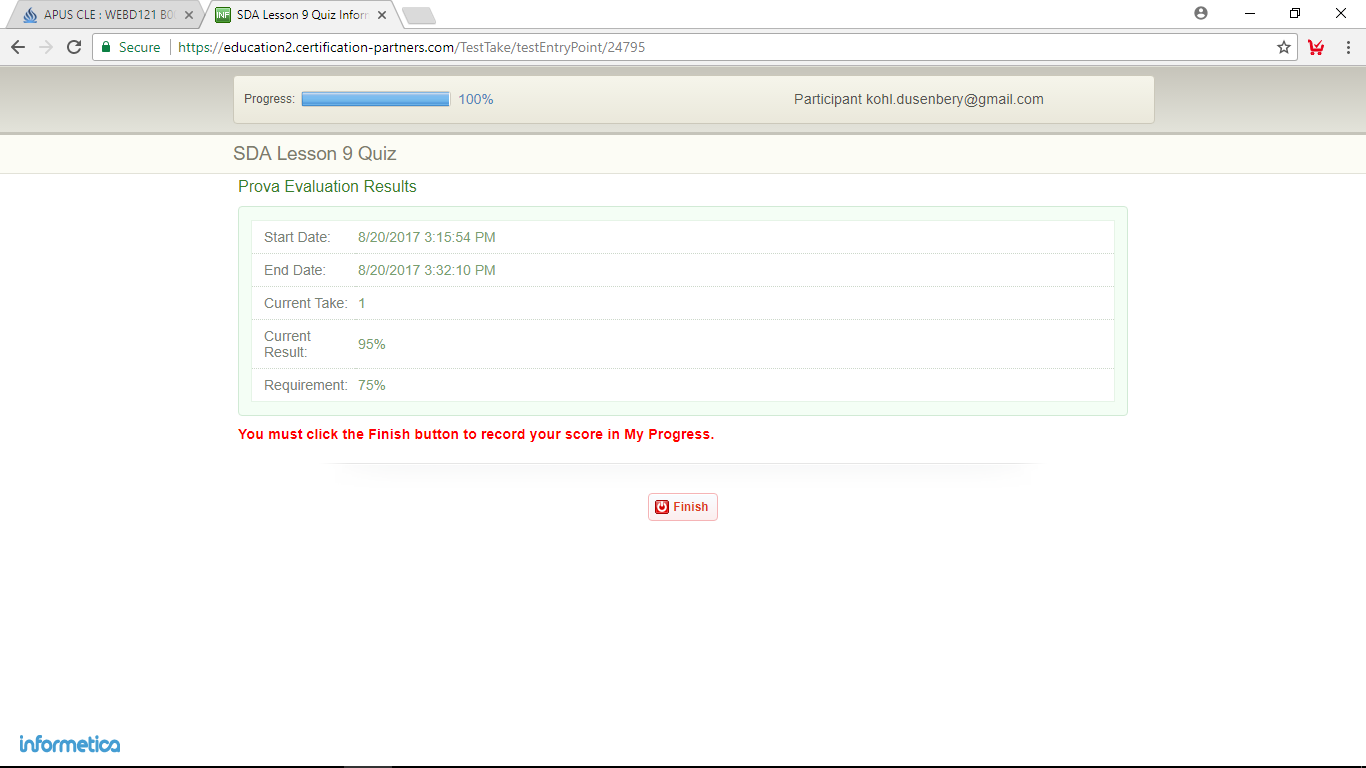 APUS CLE : WEBD121 B0
SDA Lesson 9 Quiz Inform
Secure https://education2.certification-partners.com/TestTake/testEntryPoint/24795
Progress: 100% Participant kohl.dusenbery@gmail.com
SDA Lesson 9 Quiz
Prova Evaluation Results
Start Date: 8/20/2017 3:15:54 PM
End Date: 8/20/2017 3:32:10 PM
Current Take: 1
Current
Result: 95%
Requirement: 75%
You must click the Finish button to record your score in My Progress.
Finish
informetica